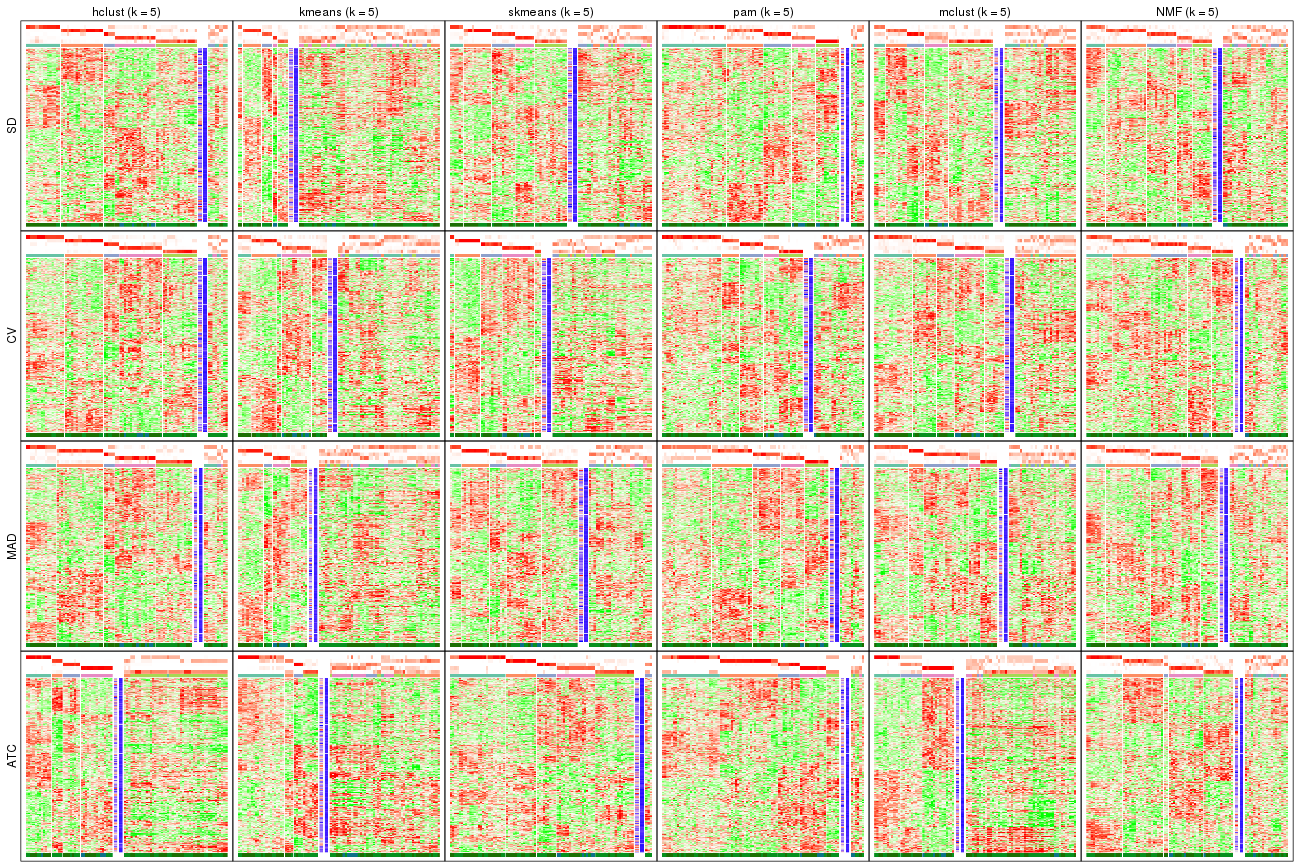 hclust (k = 5) kmeans (k = 5) skmeans (k = 5) pam (k = 5) mclust (k = 5) NMF (k = 5)
SD
CV
MAD
ATC